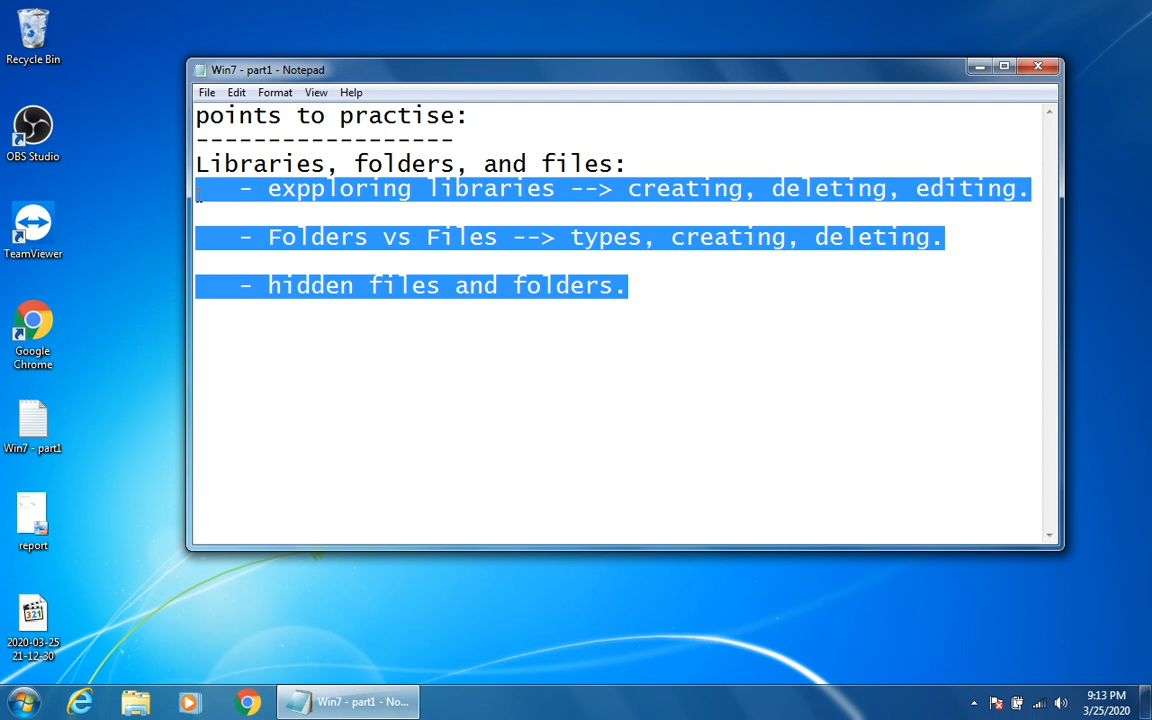 Recycle Bin
OBS Studio
TeamViewer
Google
Chrome
Win7 - part1
report
321
2020-03-25
21-12-30
Win7 - part1 - Notepad
File Edit Format View Help
points to practise:
------------------
Libraries, folders, and files:
- expploring libraries --> creating, deleting, editing.
- Folders vs Files --> types, creating, deleting.
- hidden files and folders.
Win7 - part1 - No...
9:13 PM
3/25/2020